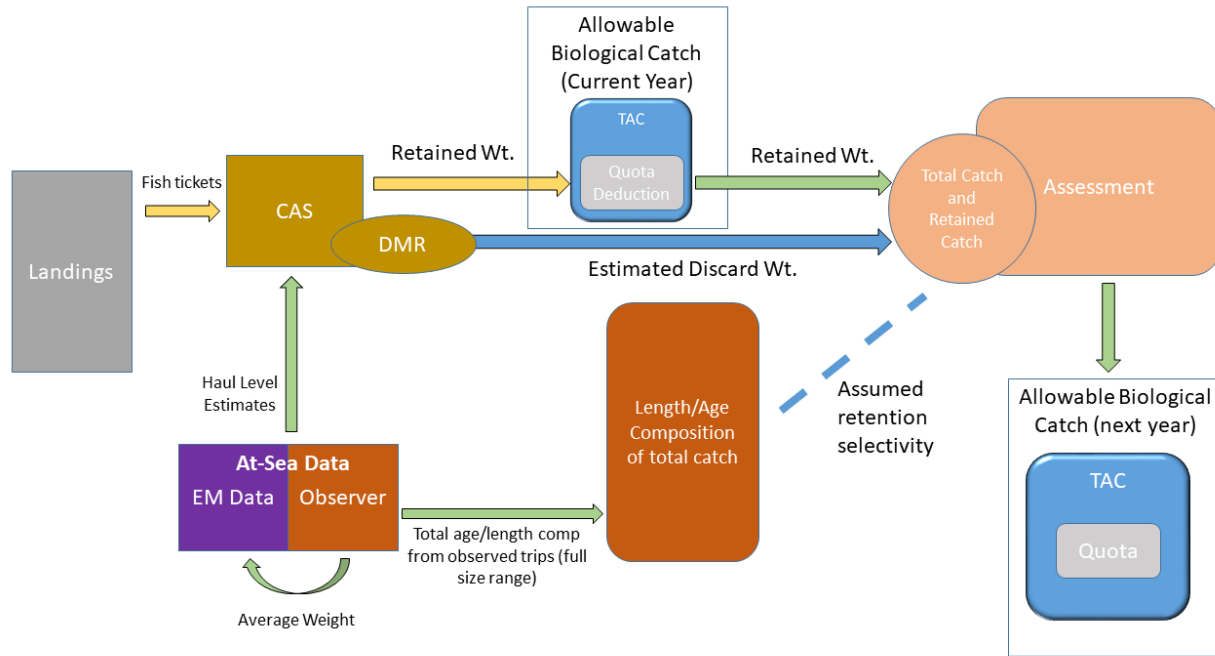 Landings
Fish tickets
CAS
DMR
Retained Wt.
Allowable
Biological Catch
(Current Year)
TAC
Quota
Deduction
Retained Wt.
Estimated Discard Wt.
Total Catch
and
Retained
Catch
Assessment
Haul Level
Estimates
At-Sea Data
EM Data
Observer
Average Weight
Total age/length comp
from observed trips (full
size range)
Length/Age
Composition
of total catch
Assumed
retention
selectivity
Allowable Biological
Catch (next year)
TAC
Quota